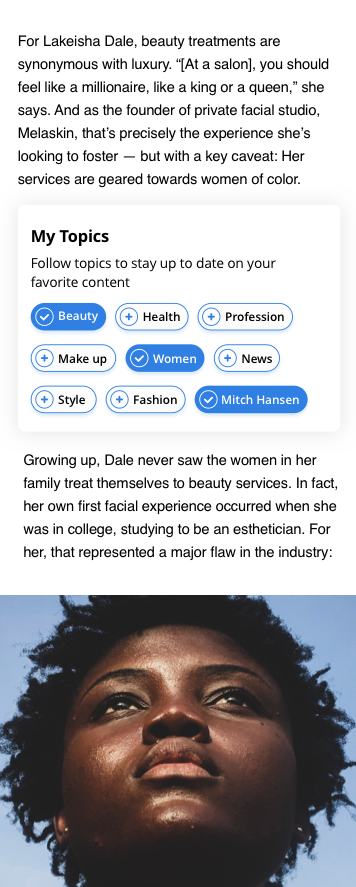 For Lakeisha Dale, beauty treatments are
synonymous with luxury. “[At a salon], you should
feel like a millionaire, like a king or a queen,” she
says. And as the founder of private facial studio,
Melaskin, that’s precisely the experience she’s
looking to foster — but with a key caveat: Her
services are geared towards women of color.
My Topics
Follow topics to stay up to date on your
favorite content
Beauty Health Profession
Make up Women News
Style Fashion Mitch Hansen
Growing up, Dale never saw the women in her
family treat themselves to beauty services. In fact,
her own first facial experience occurred when she
was in college, studying to be an esthetician. For
her, that represented a major flaw in the industry: